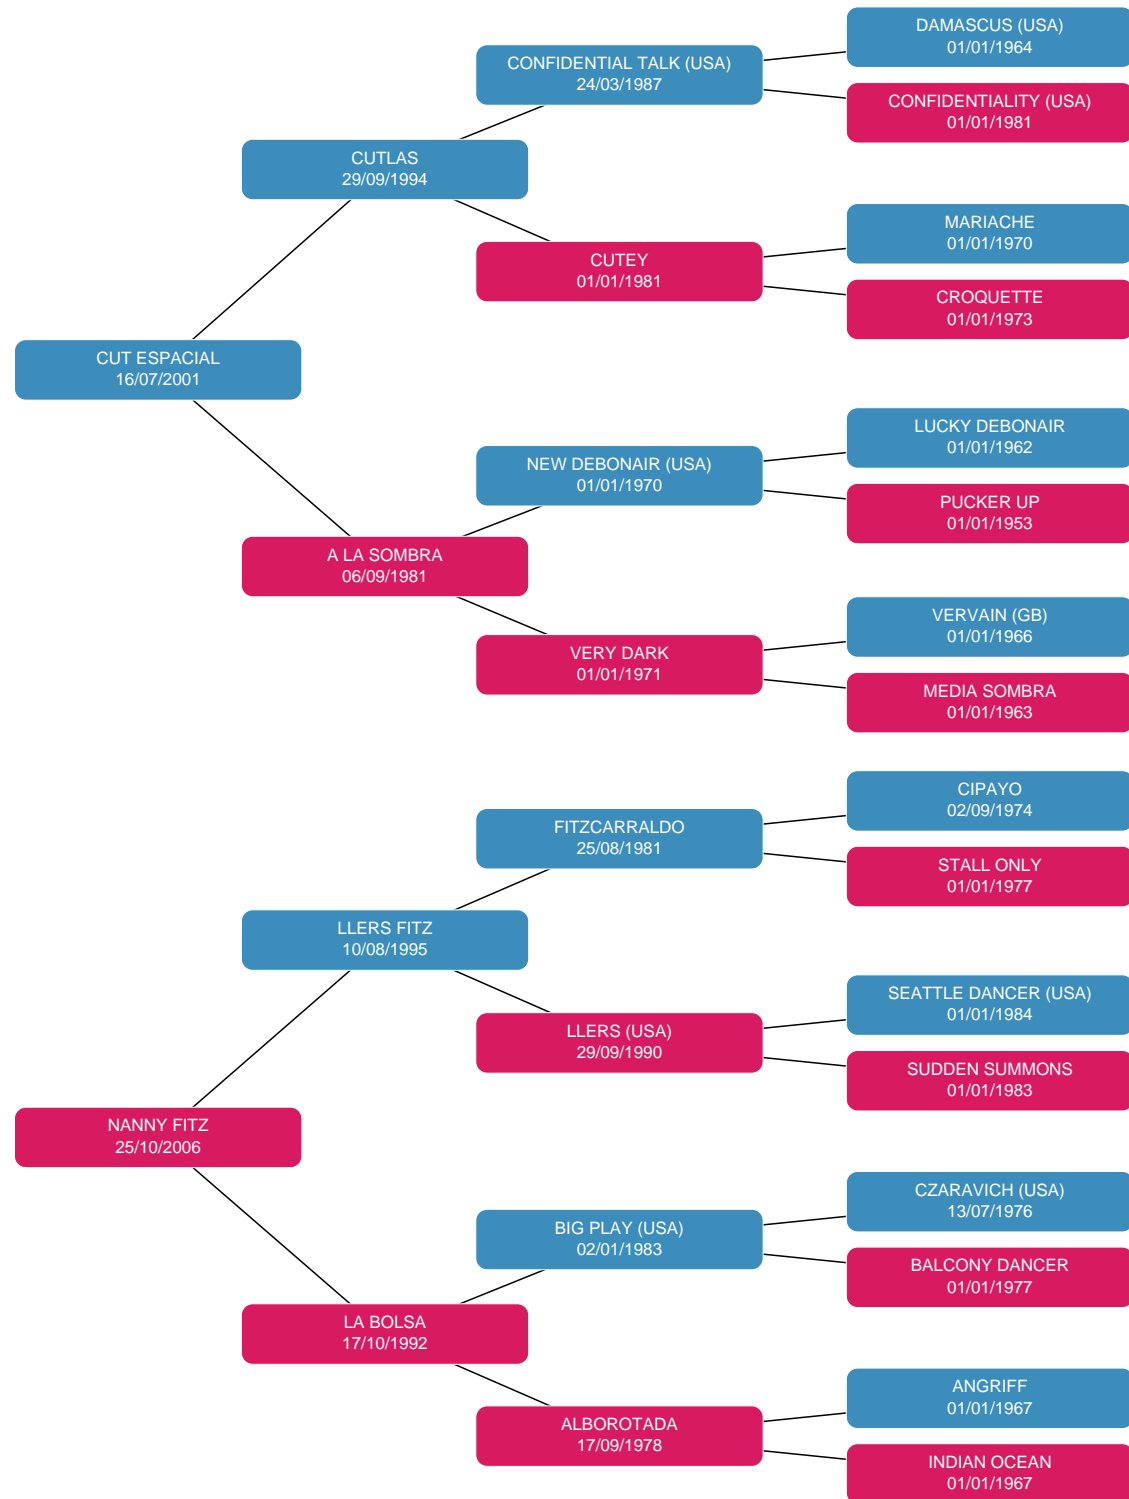 DAMASCUS (USA)
01/01/1964
CONFIDENTIAL TALK (USA)
24/03/1987
CONFIDENTIALITY (USA)
01/01/1981
CUTLAS
29/09/1994
MARIACHE
01/01/1970
CUTEY
01/01/1981
CROQUETTE
01/01/1973
CUT ESPACIAL
16/07/2001
LUCKY DEBONAIR
01/01/1962
NEW DEBONAIR (USA)
01/01/1970
PUCKER UP
01/01/1953
A LA SOMBRA
06/09/1981
VERVAIN (GB)
01/01/1966
VERY DARK
01/01/1971
MEDIA SOMBRA
01/01/1963
CIPAYO
02/09/1974
FITZCARRALDO
25/08/1981
STALL ONLY
01/01/1977
LLERS FITZ
10/08/1995
SEATTLE DANCER (USA)
01/01/1984
LLERS (USA)
29/09/1990
SUDDEN SUMMONS
01/01/1983
NANNY FITZ
25/10/2006
CZARAVICH (USA)
13/07/1976
BIG PLAY (USA)
02/01/1983
BALCONY DANCER
01/01/1977
LA BOLSA
17/10/1992
ANGRIFF
01/01/1967
ALBOROTADA
17/09/1978
INDIAN OCEAN
01/01/1967